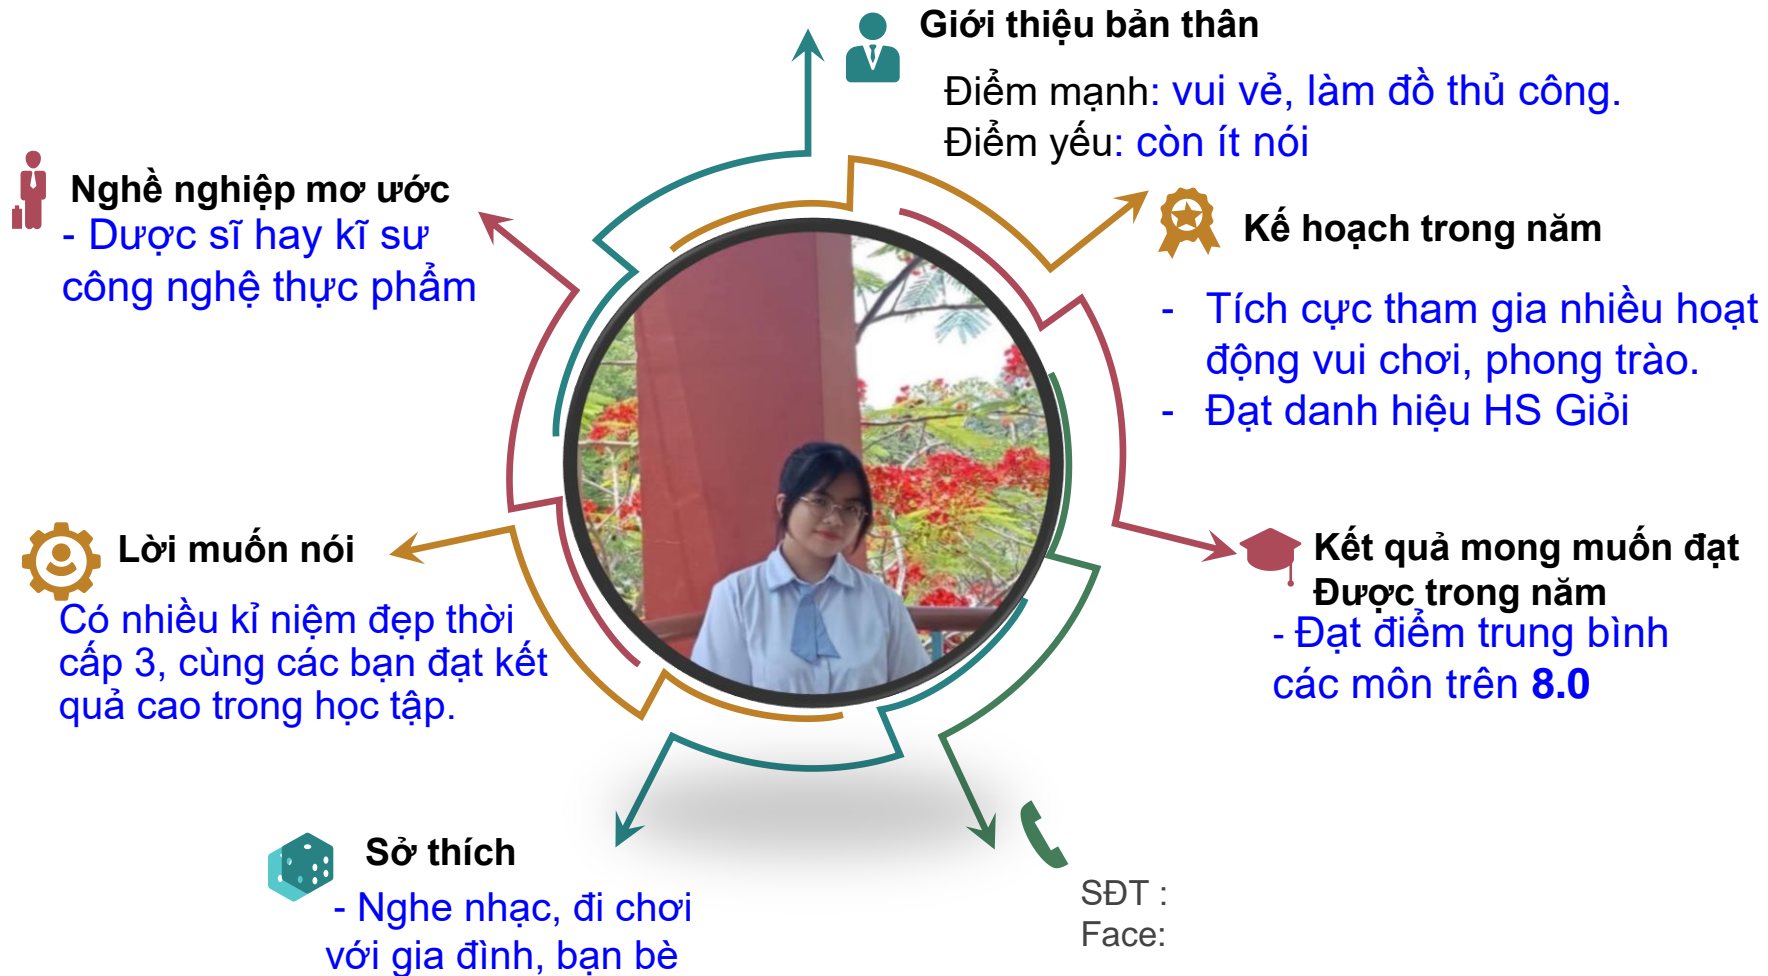 Giới thiệu bản thân
Điểm mạnh: vui vẻ, làm đồ thủ công.
Điểm yếu: còn ít nói
Nghề nghiệp mơ ước
- Dược sĩ hay kĩ sư
công nghệ thực phẩm
Kế hoạch trong năm
- Tích cực tham gia nhiều hoạt
động vui chơi, phong trào.
- Đạt danh hiệu HS Giỏi
Lời muốn nói
Có nhiều kỉ niệm đẹp thời
cấp 3, cùng các bạn đạt kết
quả cao trong học tập.
Kết quả mong muốn đạt
Được trong năm
- Đạt điểm trung bình
các môn trên 8.0
Sở thích
- Nghe nhạc, đi chơi
với gia đình, bạn bè
SĐT :
Face: